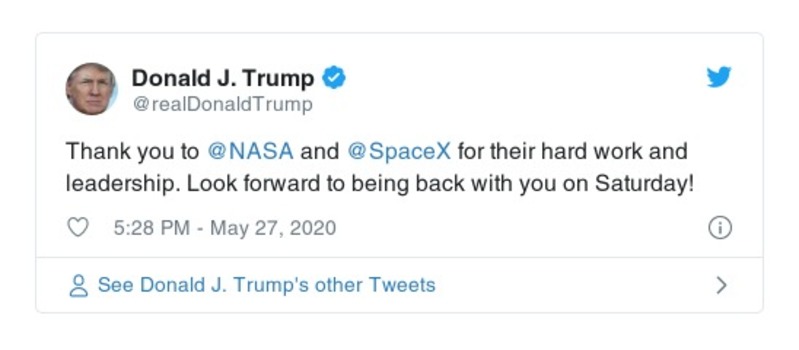 Donald J. Trump
@realDonaldTrump
Thank you to @NASA and @SpaceX for their hard work and
leadership. Look forward to being back with you on Saturday!
5:28 PM - May 27, 2020
See Donald J. Trump's other Tweets